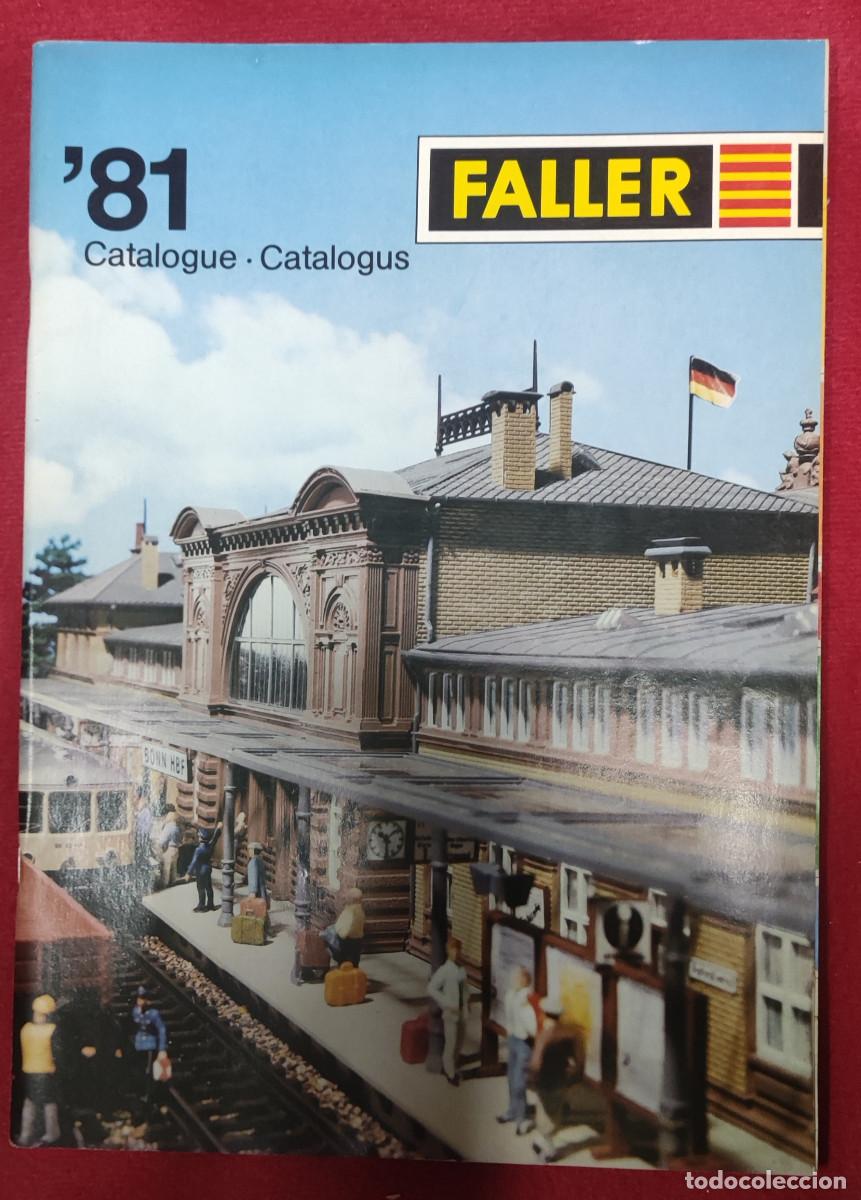 ’81
FALLER
Catalogue · Catalogus
BONN HBF
todocoleccion